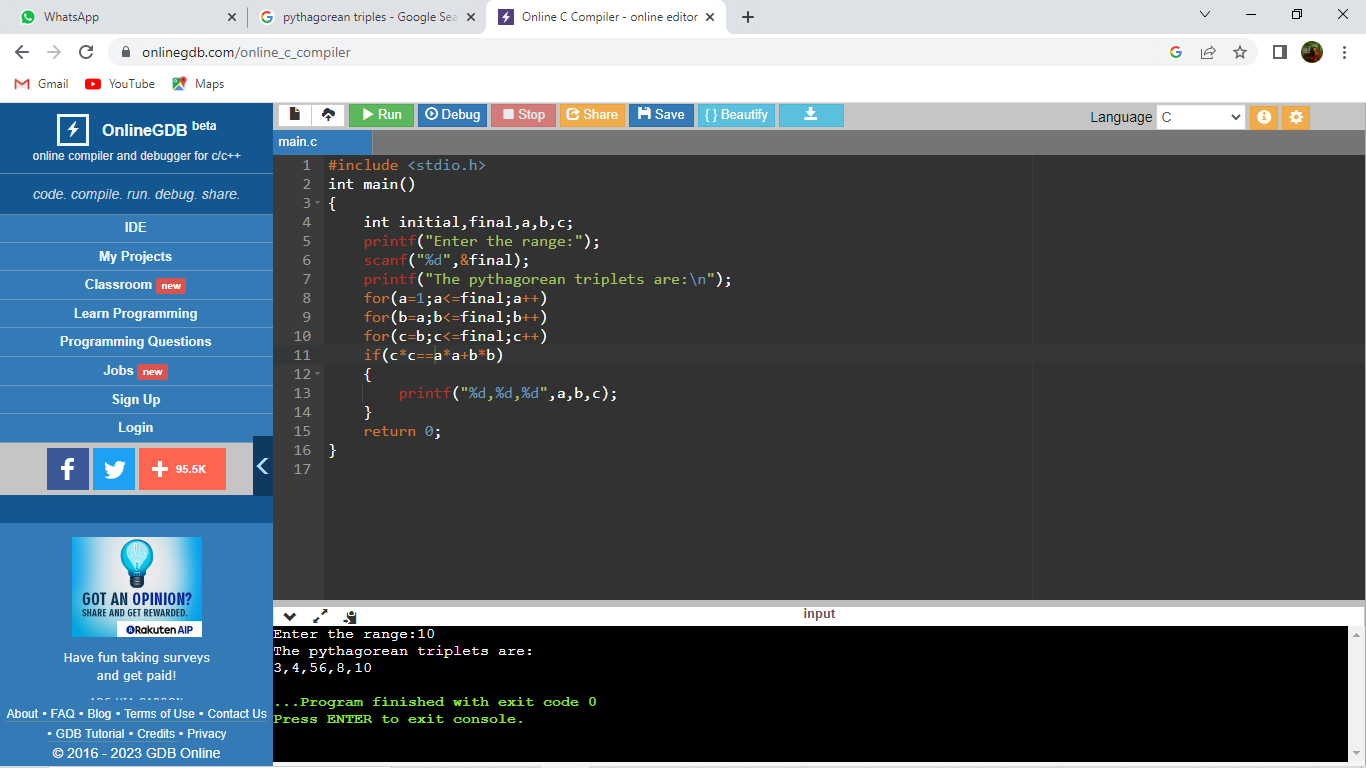 WhatsApp
pythagorean triples - Google Sea
Online C Compiler - online editor
onlinegdb.com/online_c_compiler
Gmail YouTube Maps
OnlineGDB beta
online compiler and debugger for c/c++
code. compile. run. debug. share.
IDE
My Projects
Classroom new
Learn Programming
Programming Questions
Jobs new
Sign Up
Login
95.5K
GOT AN OPINION?
SHARE AND GET REWARDED.
Rakuten AIP
Have fun taking surveys
and get paid!
About • FAQ • Blog • Terms of Use • Contact Us
• GDB Tutorial • Credits • Privacy
© 2016 - 2023 GDB Online
Run Debug Stop Share Save { } Beautify
Language C
main.c
1 #include <stdio.h>
2 int main()
3 {
4 int initial,final,a,b,c;
5 printf("Enter the range:");
6 scanf("%d",&final);
7 printf("The pythagorean triplets are:\n");
8 for(a=1;a<=final;a++)
9 for(b=a;b<=final;b++)
10 for(c=b;c<=final;c++)
11 if(c*c==a*a+b*b)
12 {
13 printf("%d,%d,%d",a,b,c);
14 }
15 return 0;
16 }
17
input
Enter the range:10
The pythagorean triplets are:
3,4,56,8,10
...Program finished with exit code 0
Press ENTER to exit console.